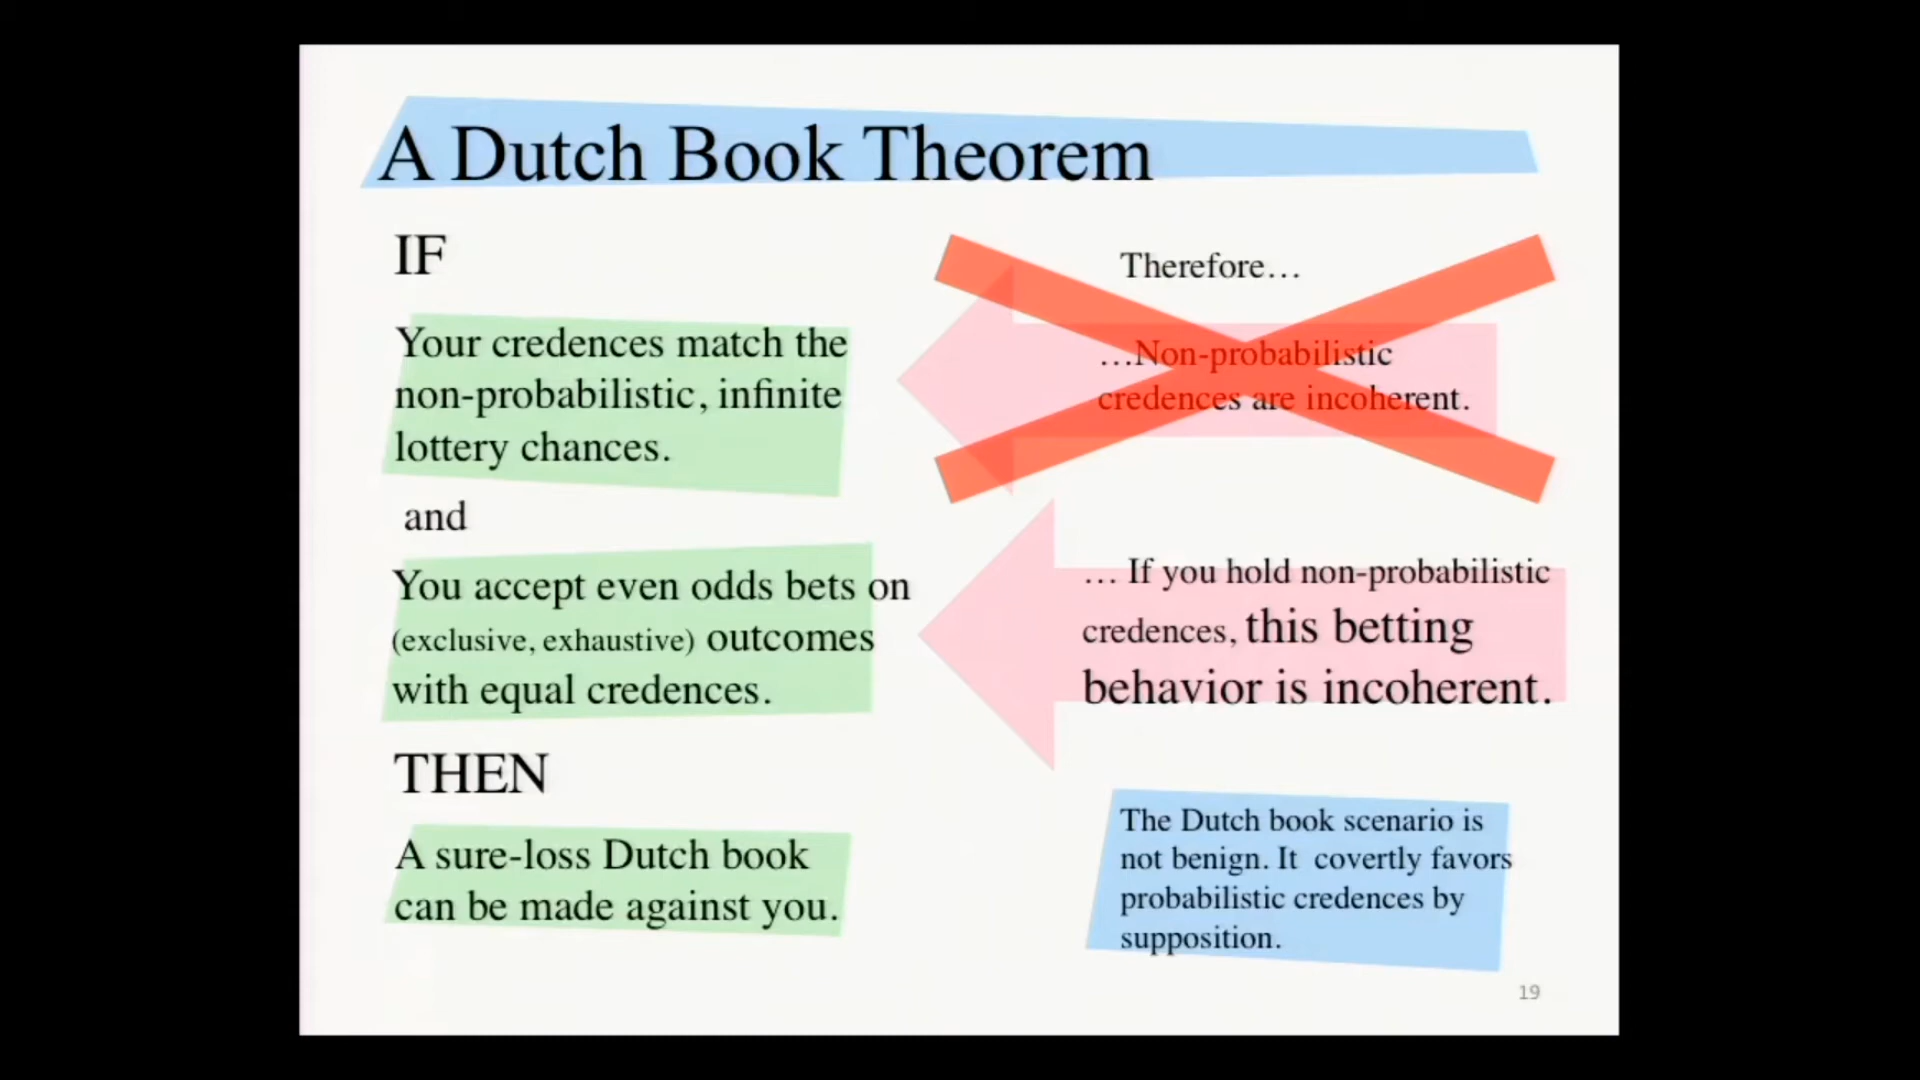 A Dutch Book Theorem
IF
Your credences match the
non-probabilistic, infinite
lottery chances.
and
You accept even odds bets on
(exclusive, exhaustive) outcomes
with equal credences.
THEN
A sure-loss Dutch book
can be made against you.
Therefore…
…Non-probabilistic
credences are incoherent.
… If you hold non-probabilistic
credences, this betting
behavior is incoherent.
The Dutch book scenario is
not benign. It covertly favors
probabilistic credences by
supposition.
19